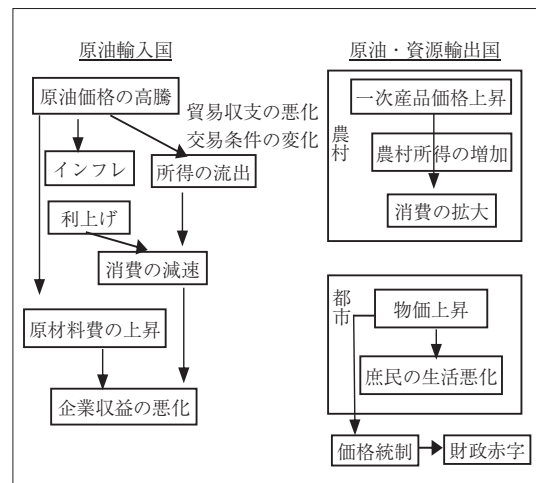 原油輸入国
原油価格の高騰
貿易収支の悪化
交易条件の変化
インフレ
所得の流出
利上げ
消費の減速
原材料費の上昇
企業収益の悪化
原油・資源輸出国
農村
一次産品価格上昇
農村所得の増加
消費の拡大
都市
物価上昇
庶民の生活悪化
価格統制
財政赤字